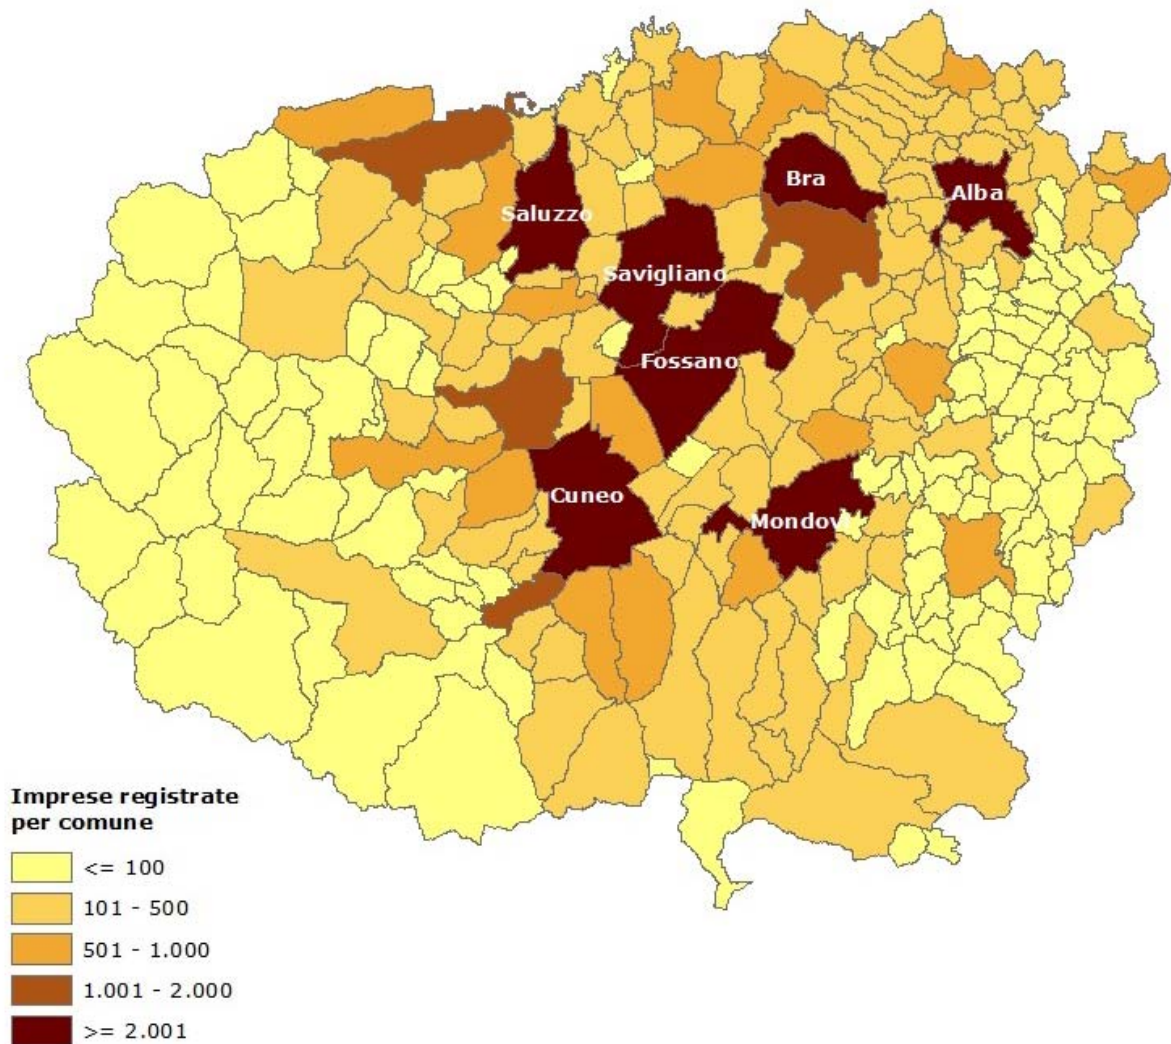 Bra
Alba
Saluzzo
Savigliano
Fossano
Cuneo
Mondovì
Imprese registrate
per comune
<= 100
101 - 500
501 - 1.000
1.001 - 2.000
>= 2.001